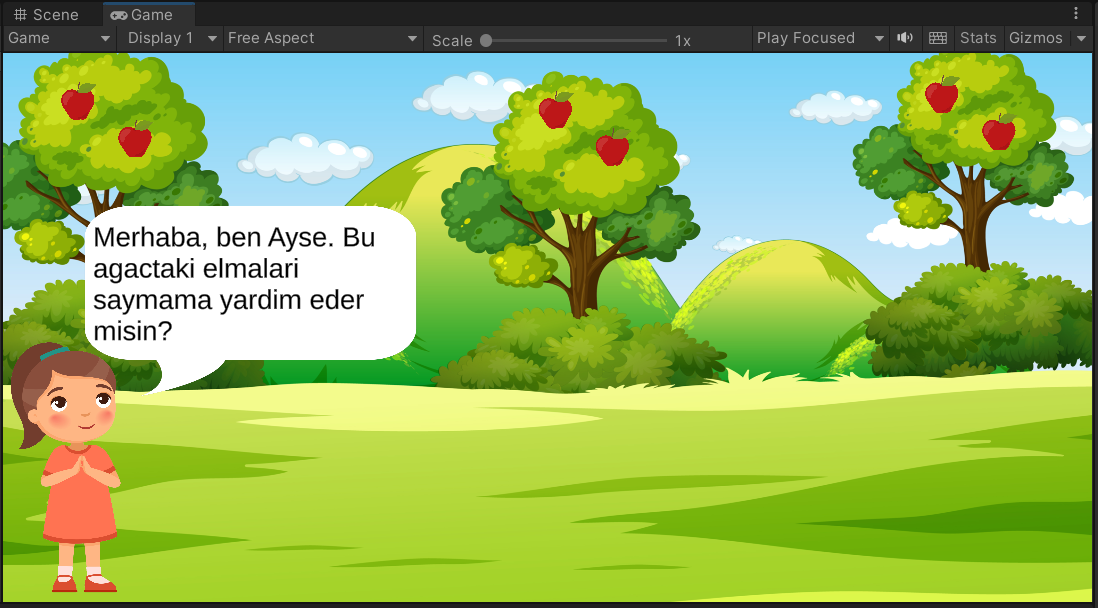 Scene
Game
Game
Display 1
Free Aspect
Scale
1x
Play Focused
Stats
Gizmos
Merhaba, ben Ayse. Bu
agactaki elmalari
saymama yardim eder
misin?